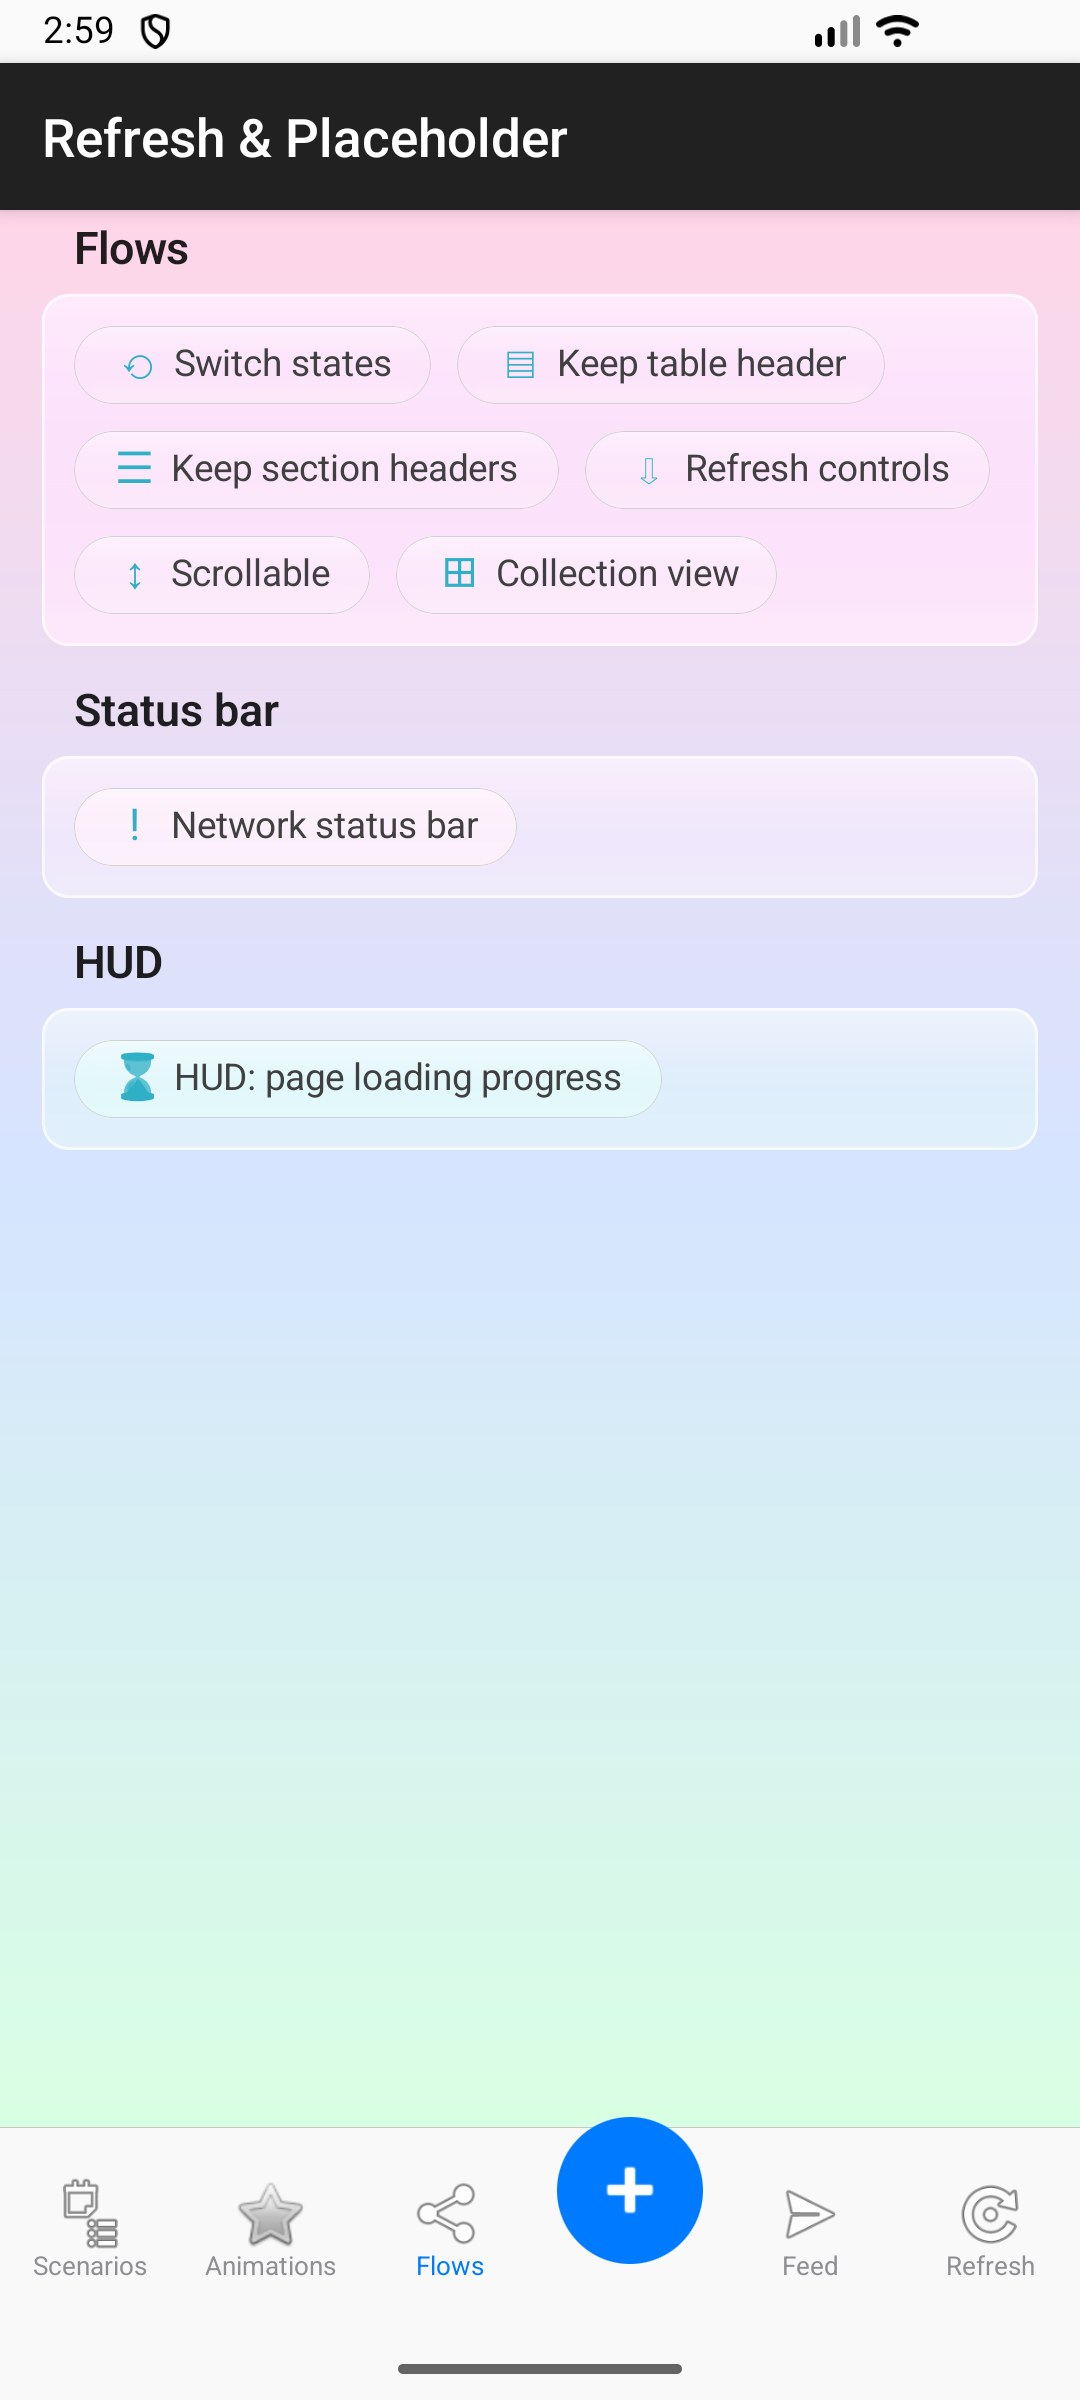 2:59
Refresh & Placeholder
Flows
Switch states
Keep table header
Keep section headers
Refresh controls
Scrollable
Collection view
Status bar
! Network status bar
HUD
HUD: page loading progress
Scenarios
Animations
Flows
Feed
Refresh